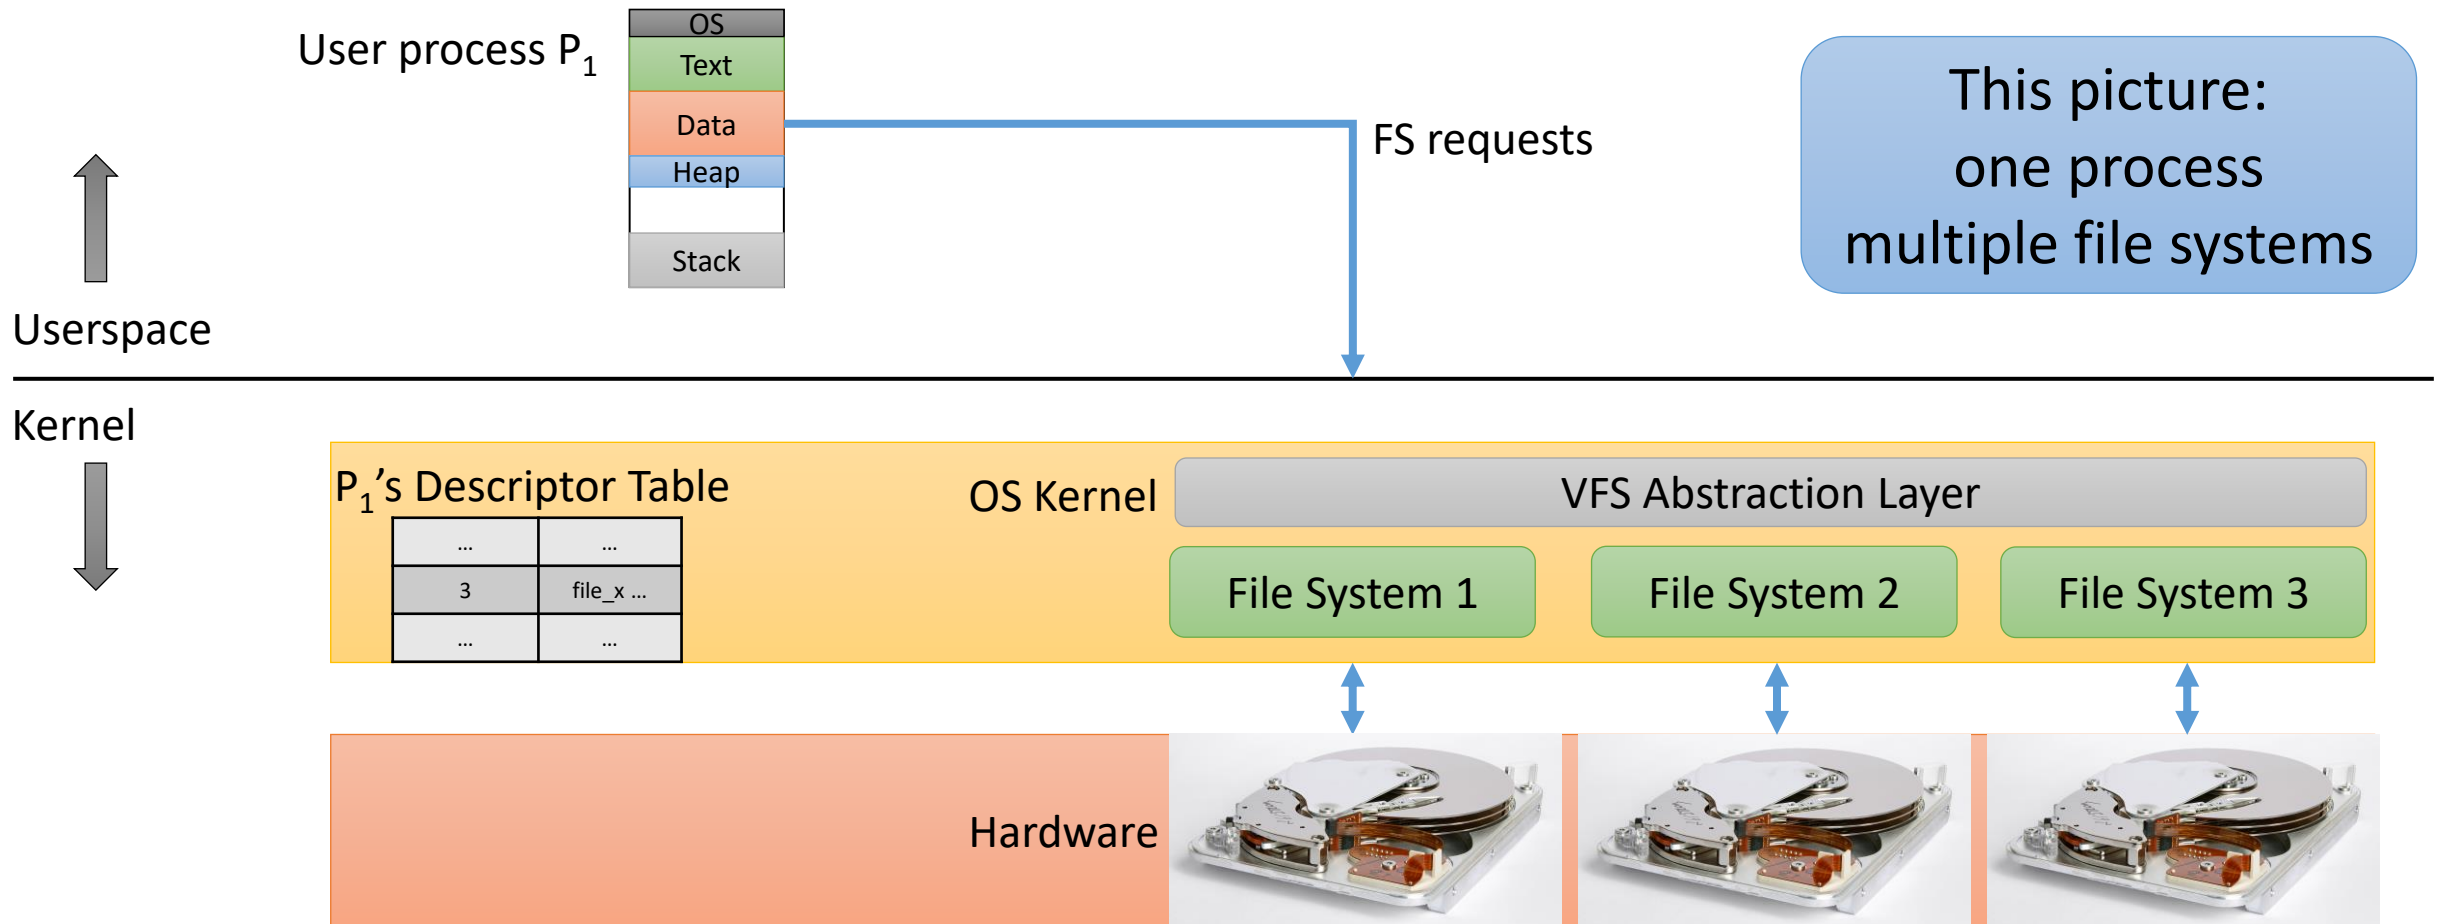 OS
User process P1
Text
Data
Heap
Stack
FS requests
This picture:
one process
multiple file systems
Userspace
Kernel
P1’s Descriptor Table
... ...
3 file_x ...
... ...
OS Kernel
VFS Abstraction Layer
File System 1
File System 2
File System 3
Hardware